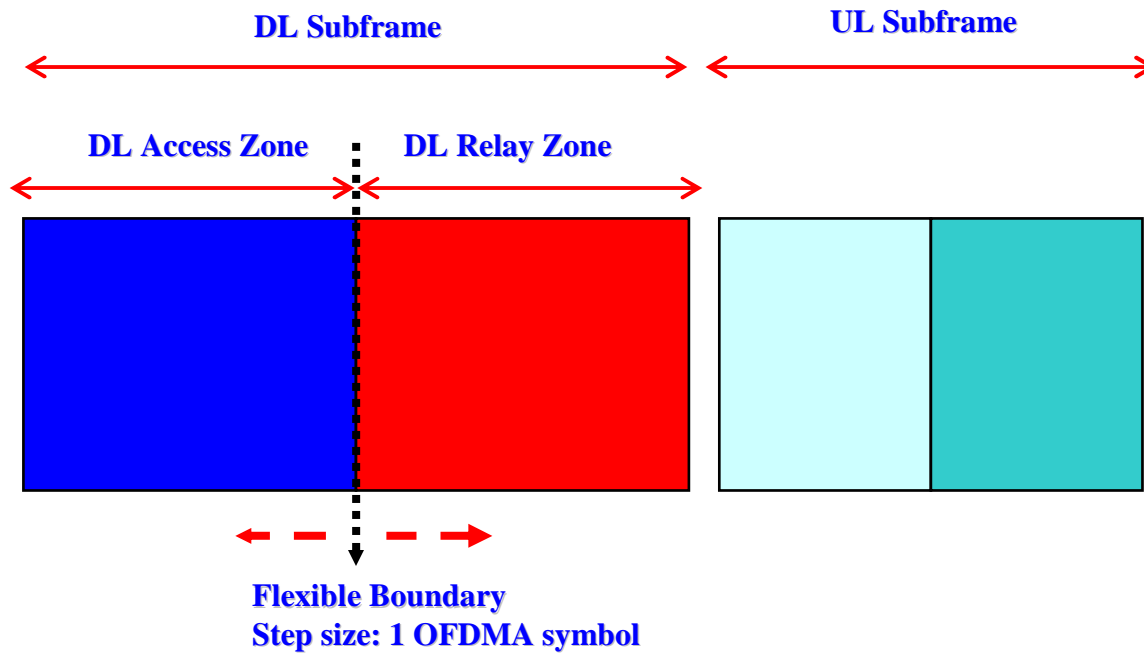 DL Subframe
UL Subframe
DL Access Zone
DL Relay Zone
Flexible Boundary
Step size: 1 OFDMA symbol